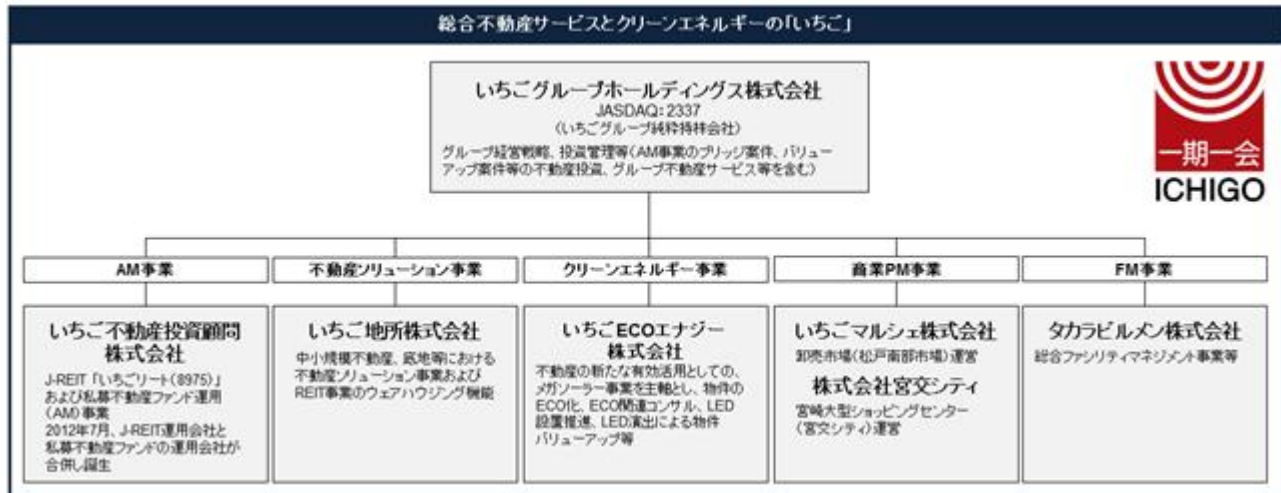 総合不動産サービスとクリーンエネルギーの「いちご」
いちごグループホールディングス株式会社
JASDAQ：2337
（いちごグループ純粋持株会社）
グループ経営戦略、投資管理等（AM事業のブリッジ案件、バリュー
アップ案件等の不動産投資、グループ不動産サービス等を含む）
一期一会
ICHIGO
AM事業
不動産ソリューション事業
クリーンエネルギー事業
商業PM事業
FM事業
いちご不動産投資顧問
株式会社
J-REIT「いちごリート（8975）」
および私募不動産ファンド運用
（AM）事業
2012年7月、J-REIT運用会社と
私募不動産ファンドの運用会社が
合併し誕生
いちご地所株式会社
中小規模不動産、底地等における
不動産ソリューション事業および
REIT事業のウェアハウジング機能
いちごECOエナジー
株式会社
不動産の新たな有効活用としての、
メガソーラー事業を主軸とし、物件の
ECO化、ECO関連コンサル、LED
設置推進、LED演出による物件
バリューアップ等
いちごマルシェ株式会社
卸売市場（松戸南部市場）運営
株式会社宮交シティ
宮崎大型ショッピングセンター
（宮交シティ）運営
タカラビルメン株式会社
総合ファシリティマネジメント事業等